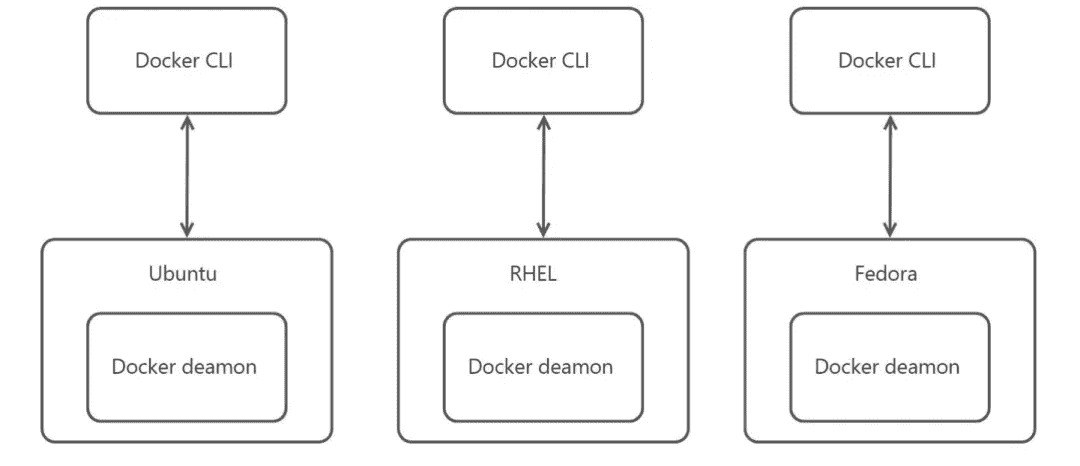 Docker CLI
Docker CLI
Docker CLI
Ubuntu
RHEL
Fedora
Docker deamon
Docker deamon
Docker deamon